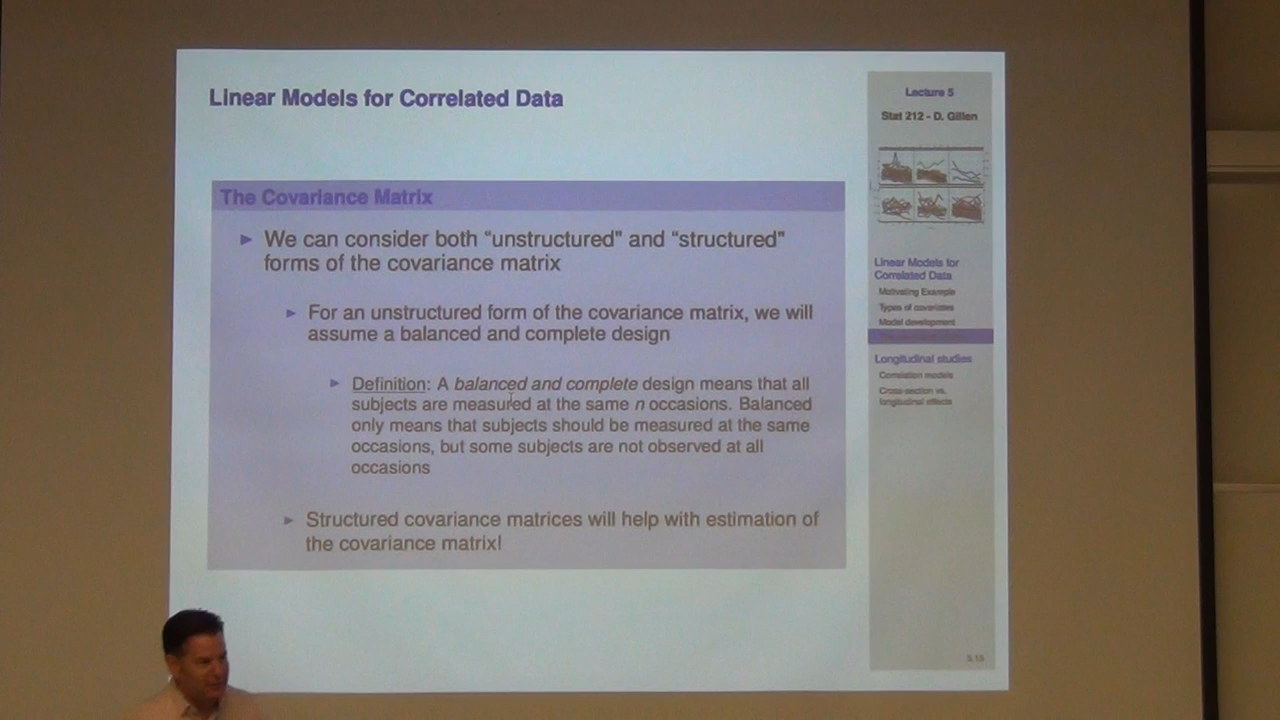 Linear Models for Correlated Data
The Covariance Matrix
We can consider both “unstructured” and “structured”
forms of the covariance matrix
For an unstructured form of the covariance matrix, we will
assume a balanced and complete design
Definition: A balanced and complete design means that all
subjects are measured at the same n occasions. Balanced
only means that subjects should be measured at the same
occasions, but some subjects are not observed at all
occasions
Structured covariance matrices will help with estimation of
the covariance matrix!
Lecture 5
Stat 212 - D. Gillen
Linear Models for
Correlated Data
Motivating Example
Types of covariates
Model development
Longitudinal studies
Correlation models
Cross-section vs.
longitudinal effects